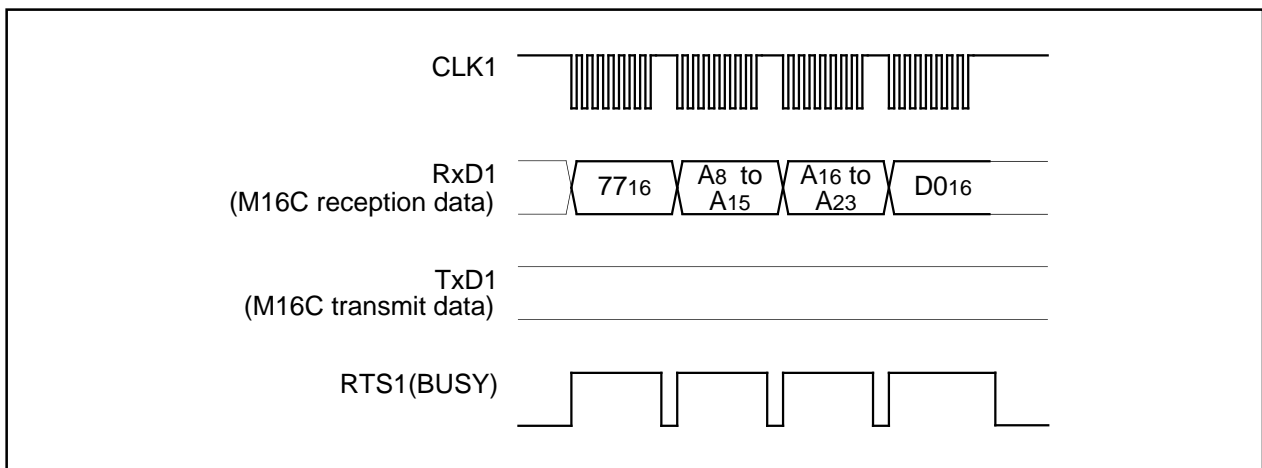 CLK1
RxD1
(M16C reception data)
7716
A8 to
A15
A16 to
A23
D016
TxD1
(M16C transmit data)
RTS1(BUSY)